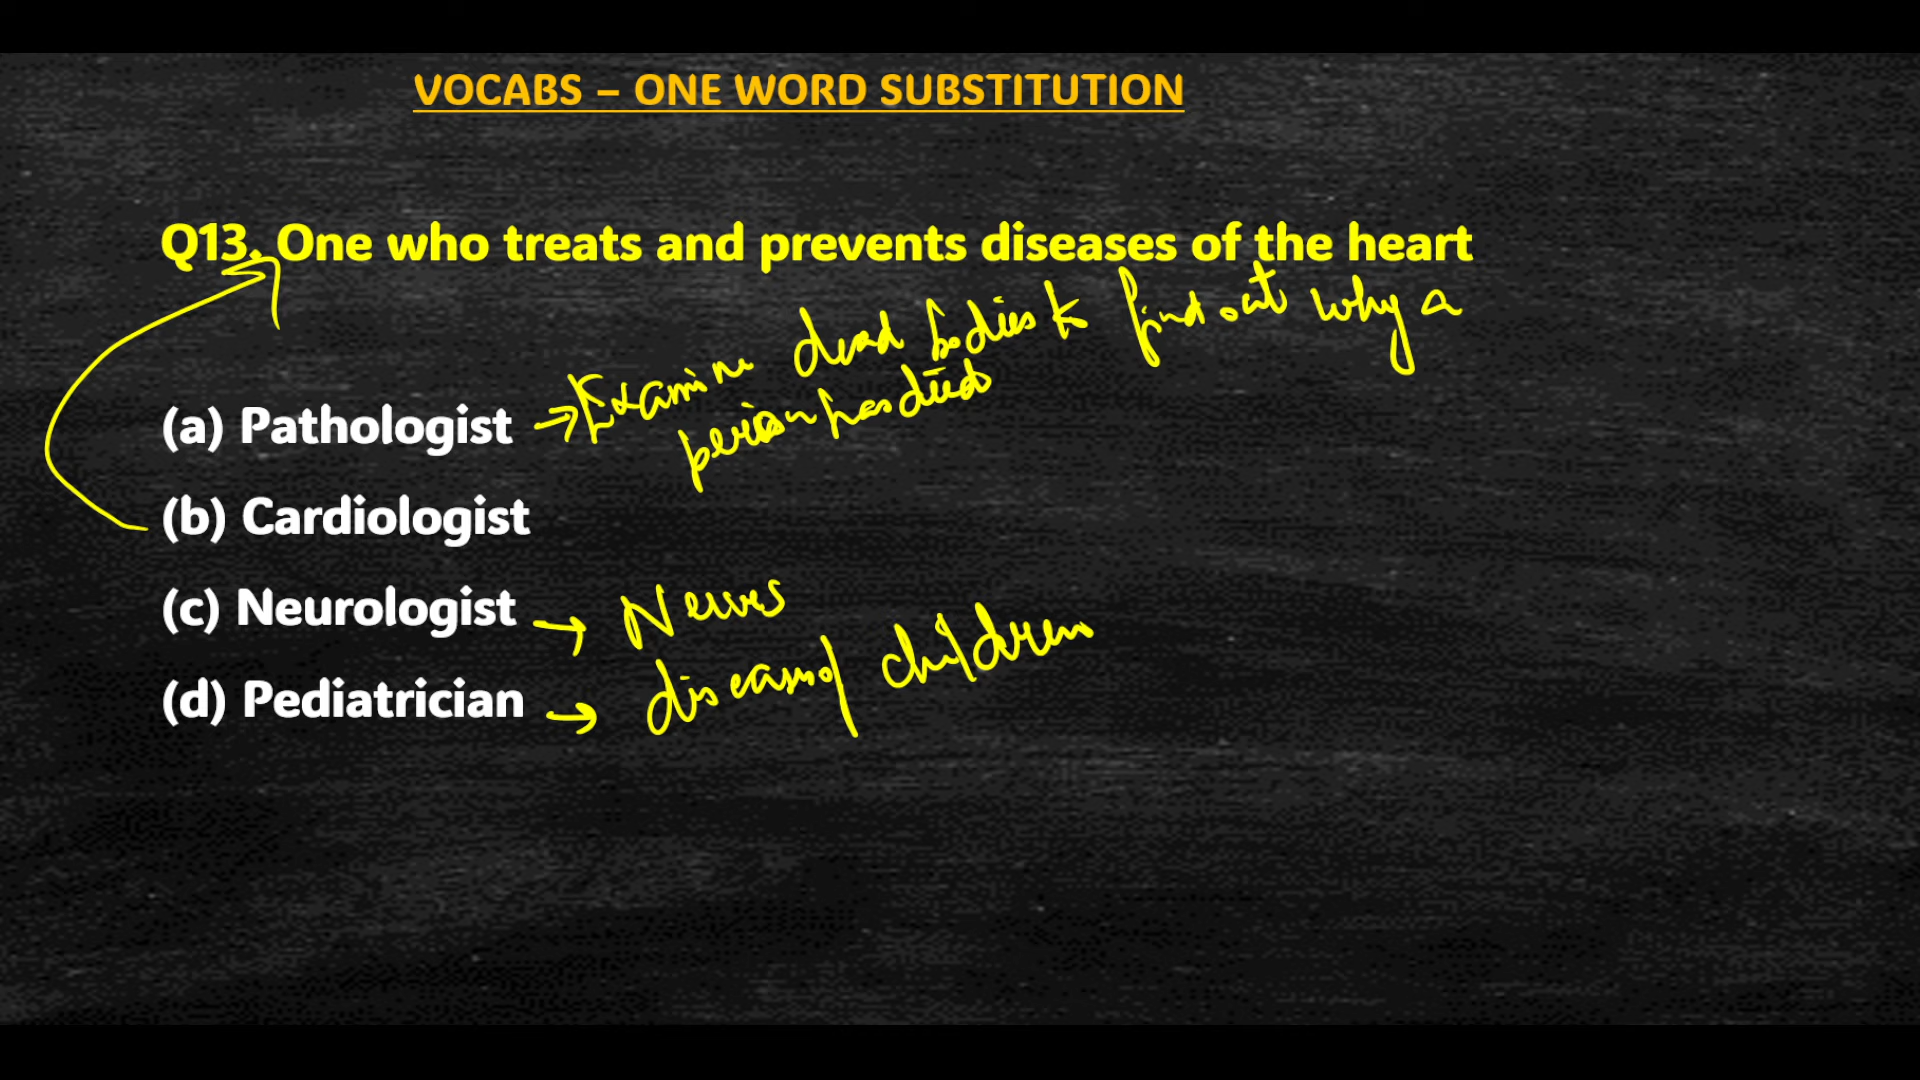 VOCABS – ONE WORD SUBSTITUTION
Q13. One who treats and prevents diseases of the heart
(a) Pathologist → Examine dead bodies to find out why a
person has died
(b) Cardiologist
(c) Neurologist → Nerves
(d) Pediatrician → diseases of children